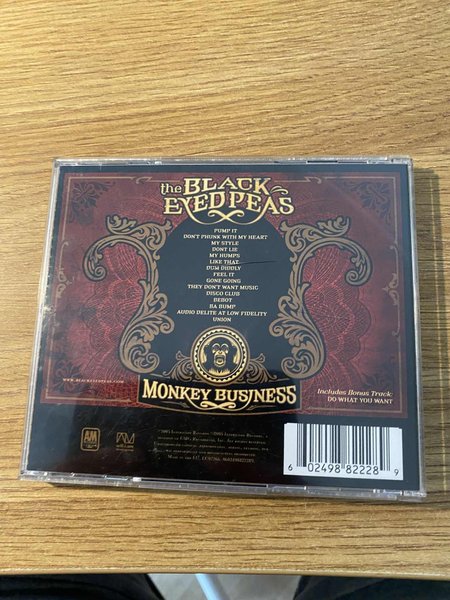 the BLACK
EYED PEAS
PUMP IT
DON'T PHUNK WITH MY HEART
MY STYLE
DONT LIE
MY HUMPS
LIKE THAT
DUM DIDDLY
FEEL IT
GONE GOING
THEY DON'T WANT MUSIC
DISCO CLUB
BEBOT
BA BUMP
AUDIO DELITE AT LOW FIDELITY
UNION
MONKEY BUSINESS
Includes Bonus Track:
DO WHAT YOU WANT
WWW.BLACKEYEDPEAS.COM
A&M
6 02498 82228 9